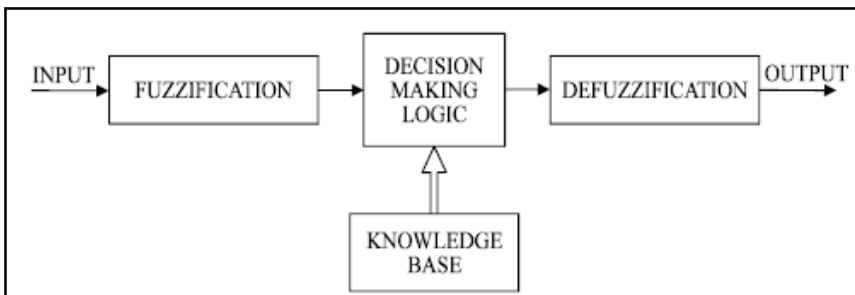 INPUT
FUZZIFICATION
DECISION
MAKING
LOGIC
DEFUZZIFICATION
OUTPUT
KNOWLEDGE
BASE